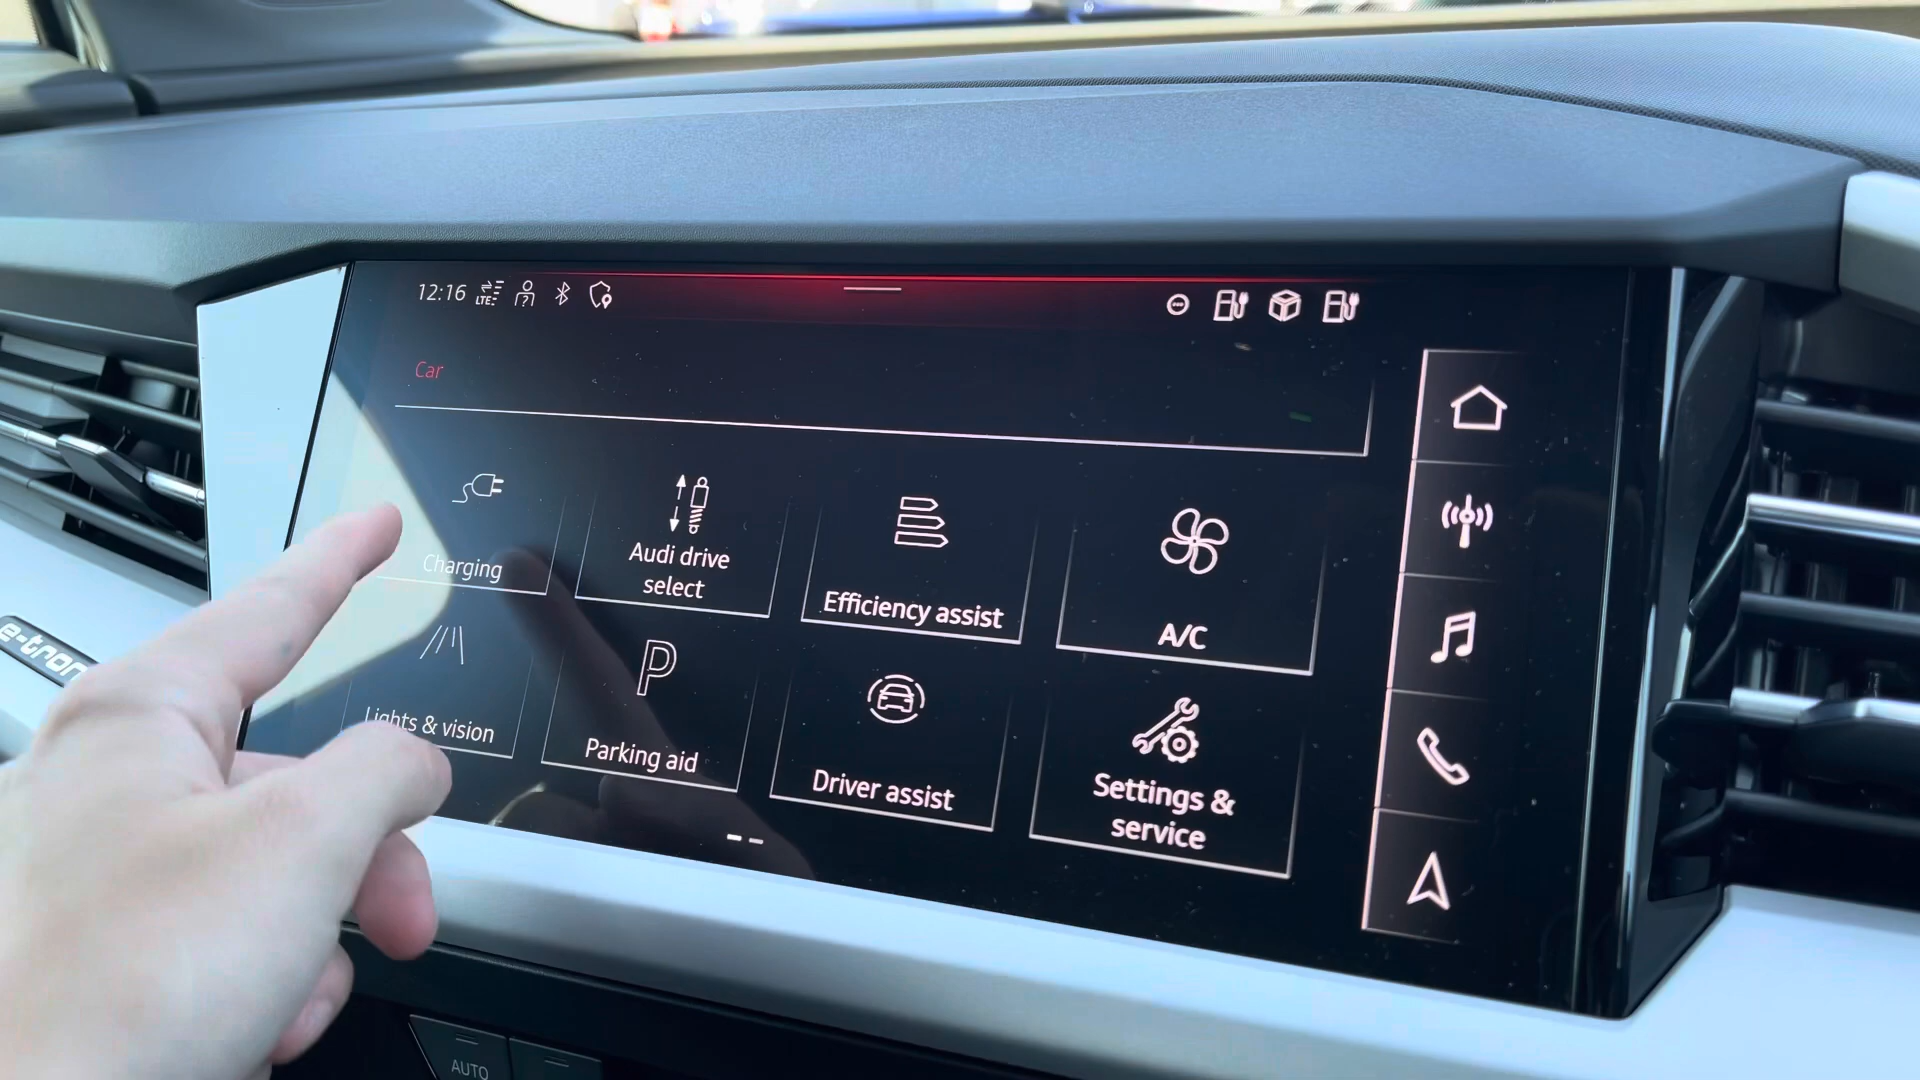 12:16
LTE
?
Car
Charging
Audi drive
select
Efficiency assist
A/C
Lights & vision
P
Parking aid
Driver assist
Settings &
service
e-tron
AUTO